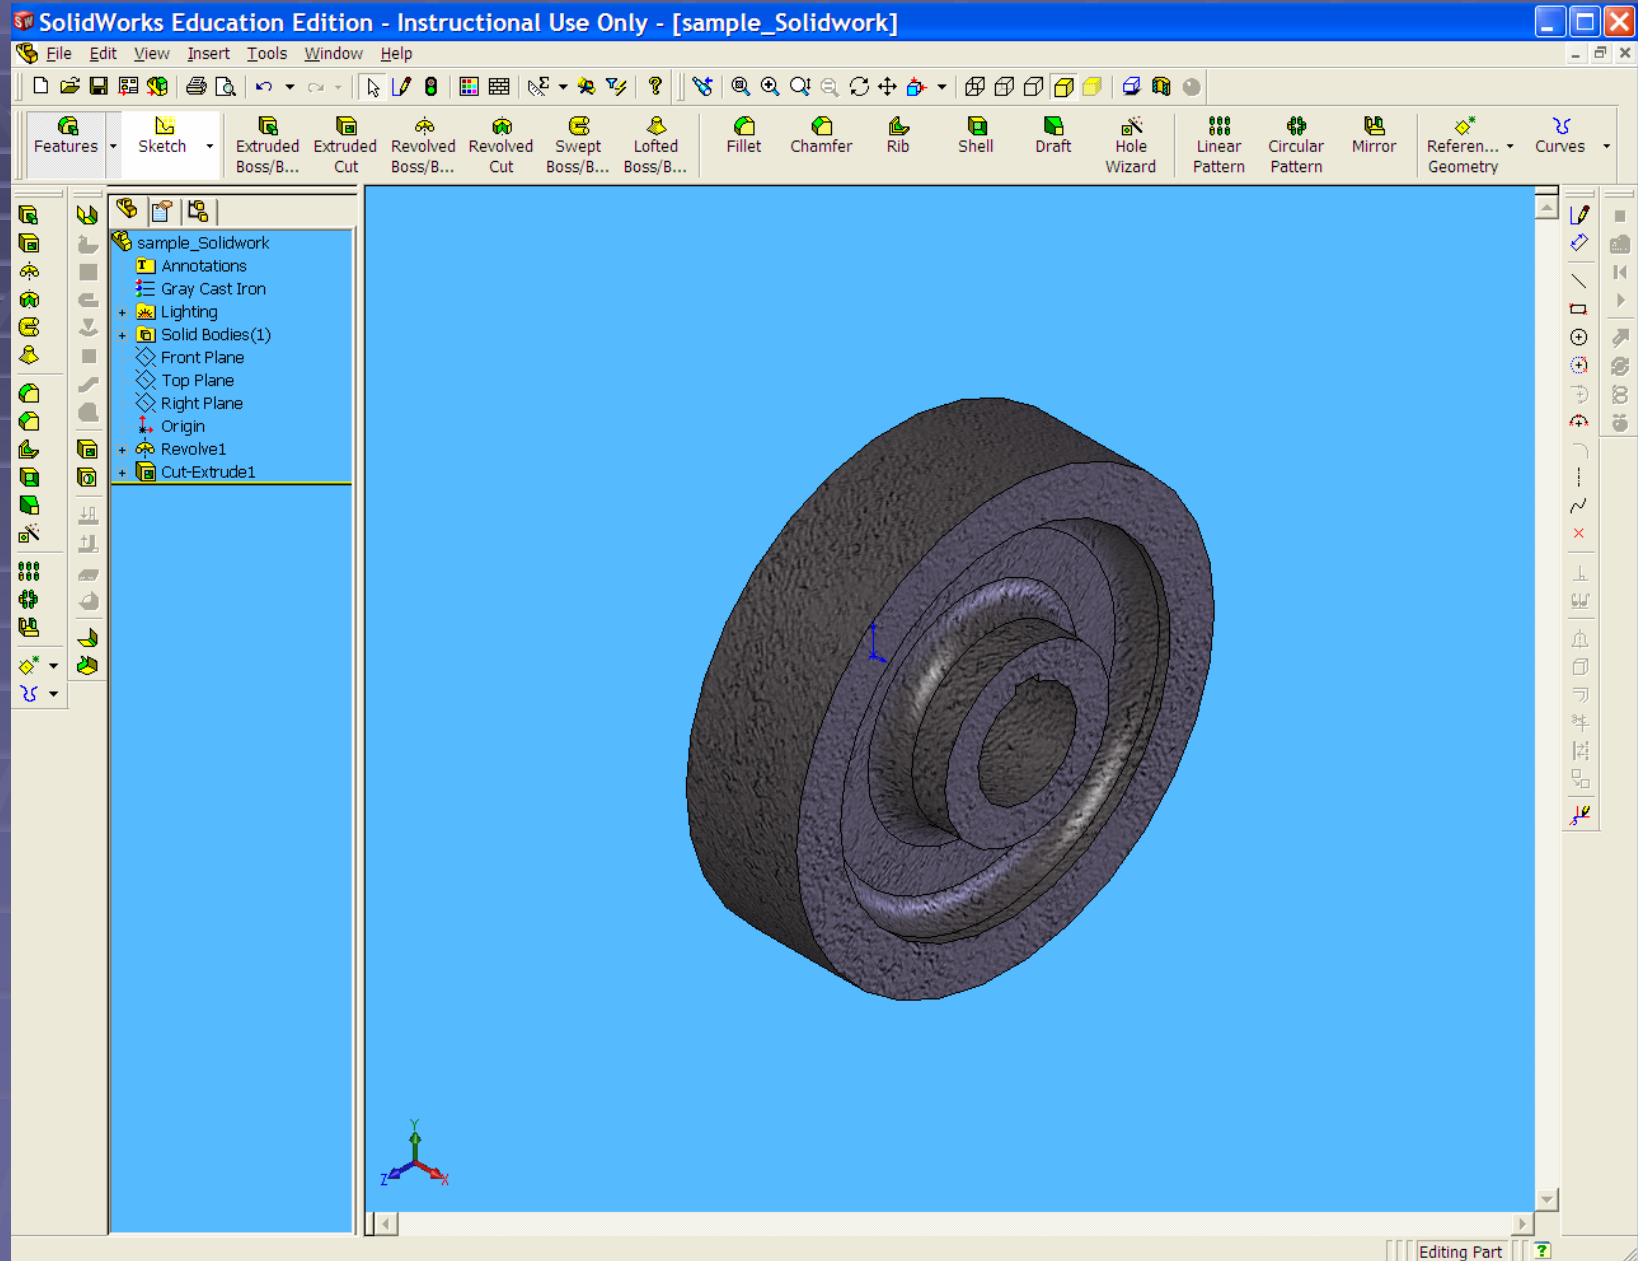 SolidWorks Education Edition - Instructional Use Only - [sample_Solidwork]
File Edit View Insert Tools Window Help
Features Sketch Extruded Boss/B... Extruded Cut Revolved Boss/B... Revolved Cut Swept Boss/B... Lofted Boss/B... Fillet Chamfer Rib Shell Draft Hole Wizard Linear Pattern Circular Pattern Mirror Referen... Geometry Curves
sample_Solidwork
Annotations
Gray Cast Iron
Lighting
Solid Bodies(1)
Front Plane
Top Plane
Right Plane
Origin
Revolve1
Cut-Extrude1
Y
Z X
Editing Part